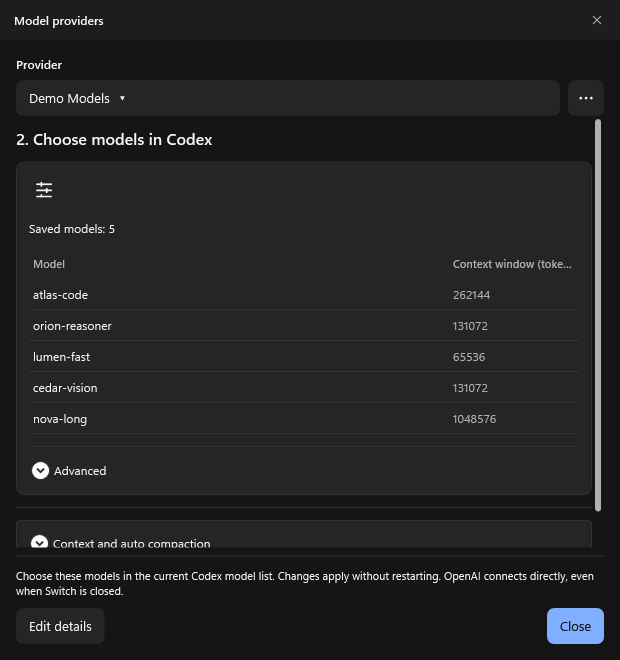 Model providers
Provider
Demo Models
2. Choose models in Codex
Saved models: 5
Model Context window (toke...
atlas-code 262144
orion-reasoner 131072
lumen-fast 65536
cedar-vision 131072
nova-long 1048576
Advanced
Context and auto compaction
Choose these models in the current Codex model list. Changes apply without restarting. OpenAI connects directly, even
when Switch is closed.
Edit details Close